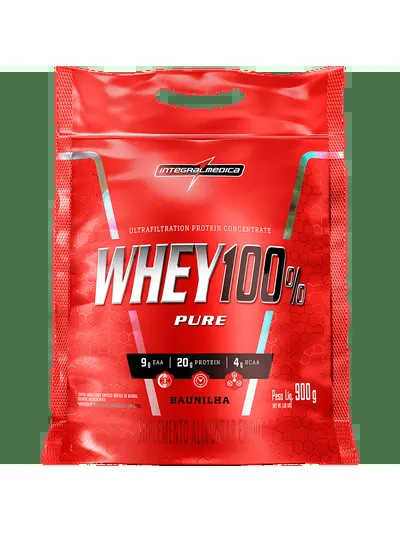 INTEGRALMEDICA
ULTRAFILTRATION PROTEIN CONCENTRATE
WHEY100%
PURE
9g EAA | 20g PROTEIN | 4g BCAA
BAUNILHA
Peso Líq. 900g
SUPLEMENTO ALIMENTAR EM PÓ